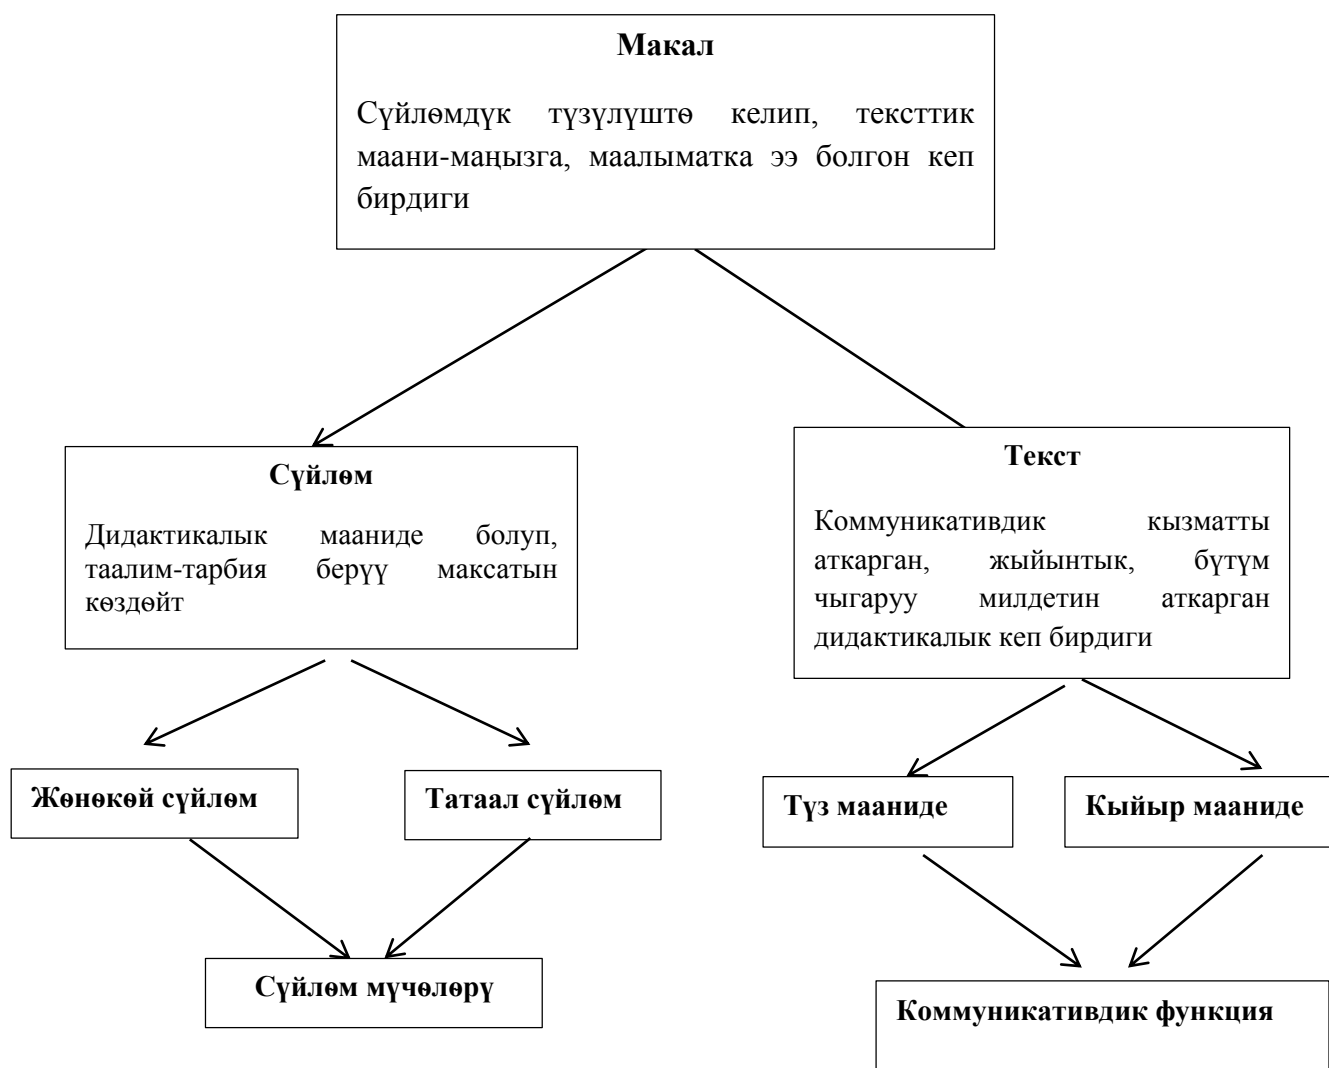 Макал
Сүйлөмдүк түзүлүштө келип, тексттик
маани-маңызга, маалыматка ээ болгон кеп
бирдиги
Сүйлөм
Дидактикалык мааниде болуп,
таалим-тарбия берүү максатын
көздөйт
Текст
Коммуникативдик кызматты
аткарган, жыйынтык, бүтүм
чыгаруу милдетин аткарган
дидактикалык кеп бирдиги
Жөнөкөй сүйлөм
Татаал сүйлөм
Түз мааниде
Кыйыр мааниде
Сүйлөм мүчөлөрү
Коммуникативдик функция